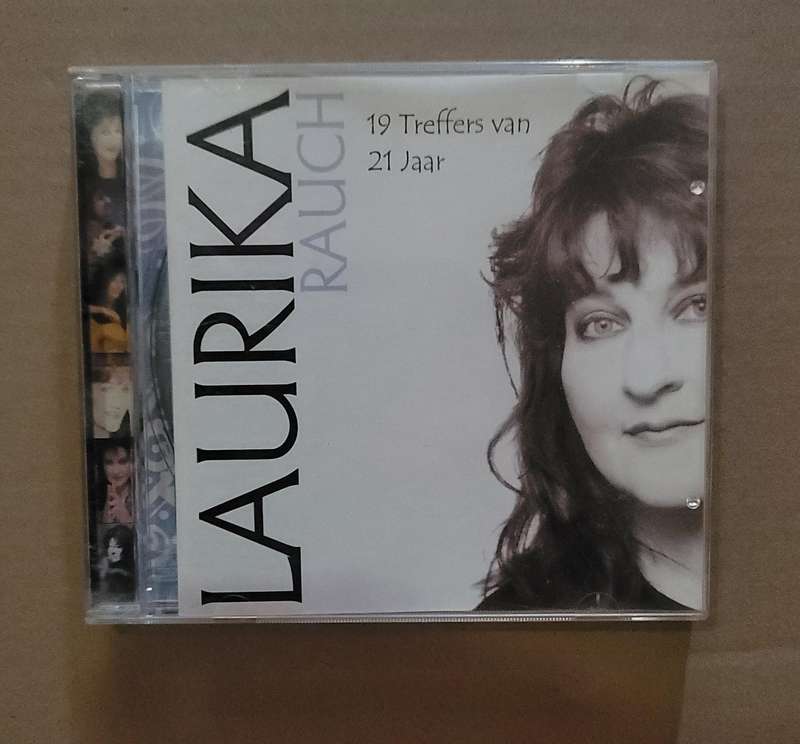 LAURIKA
RAUCH
19 Treffers van
21 Jaar